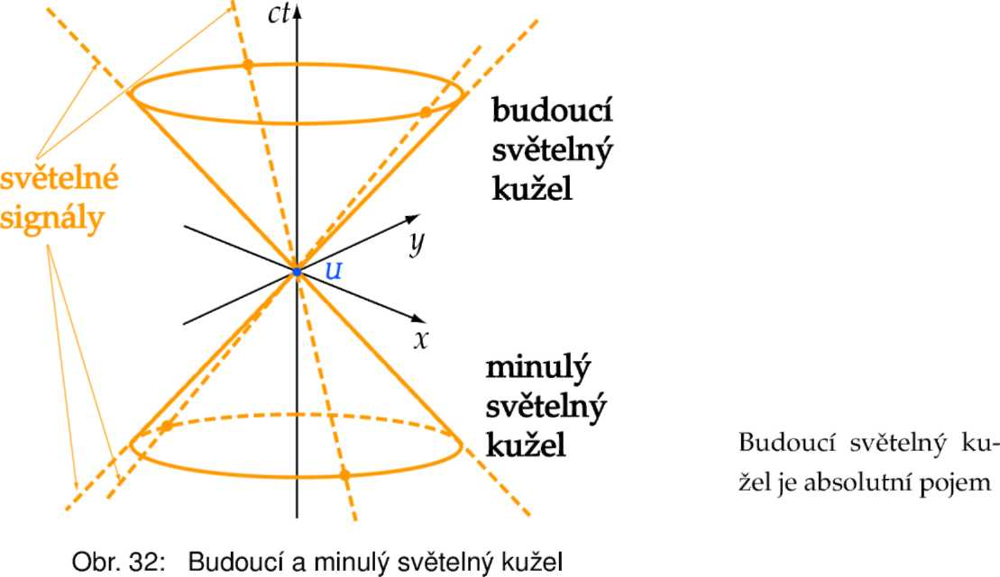 ct
budoucí
světelný
kužel
světelné
signály
y
u
x
minulý
světelný
kužel
Budoucí světelný ku-
žel je absolutní pojem
Obr. 32: Budoucí a minulý světelný kužel